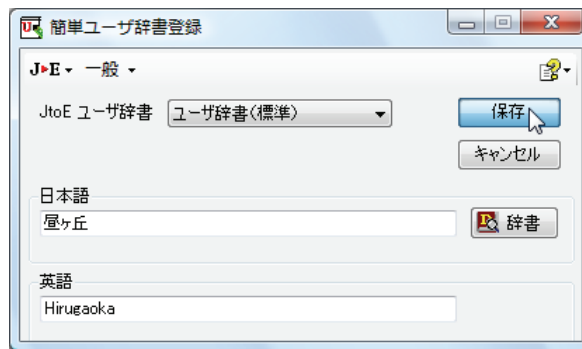 簡単ユーザ辞書登録
J▶E 一般
JtoE ユーザ辞書 ユーザ辞書(標準) 保存
キャンセル
日本語
昼ヶ丘 辞書
英語
Hirugaoka